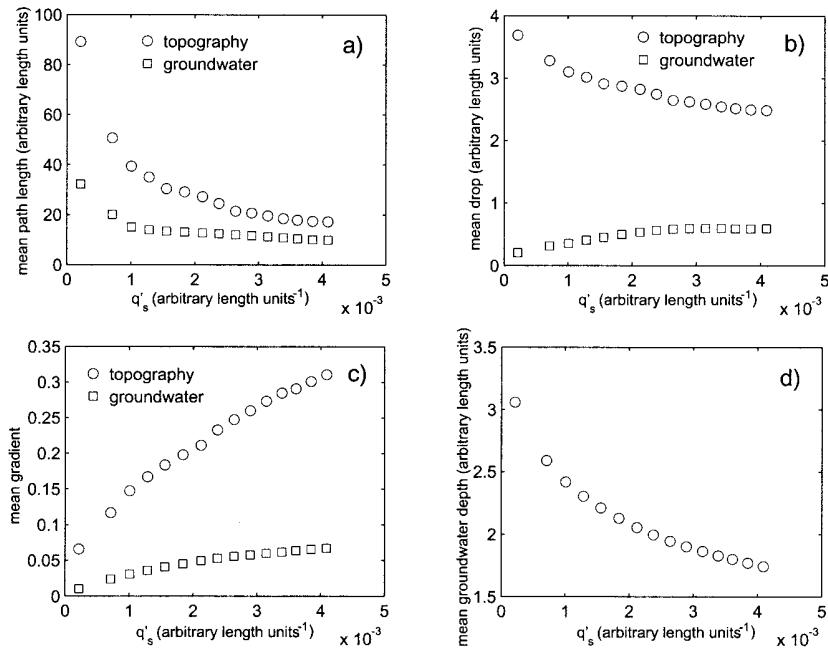 100
80
60
40
20
0
mean path length (arbitrary length units)
topography
groundwater
a)
0 1 2 3 4 5
q's (arbitrary length units-1)
x 10-3
4
3
2
1
0
mean drop (arbitrary length units)
topography
groundwater
b)
0 1 2 3 4 5
q's (arbitrary length units-1)
x 10-3
0.35
0.3
0.25
0.2
0.15
0.1
0.05
0
mean gradient
topography
groundwater
c)
0 1 2 3 4 5
q's (arbitrary length units-1)
x 10-3
3.5
3
2.5
2
1.5
mean groundwater depth (arbitrary length units)
d)
0 1 2 3 4 5
q's (arbitrary length units-1)
x 10-3